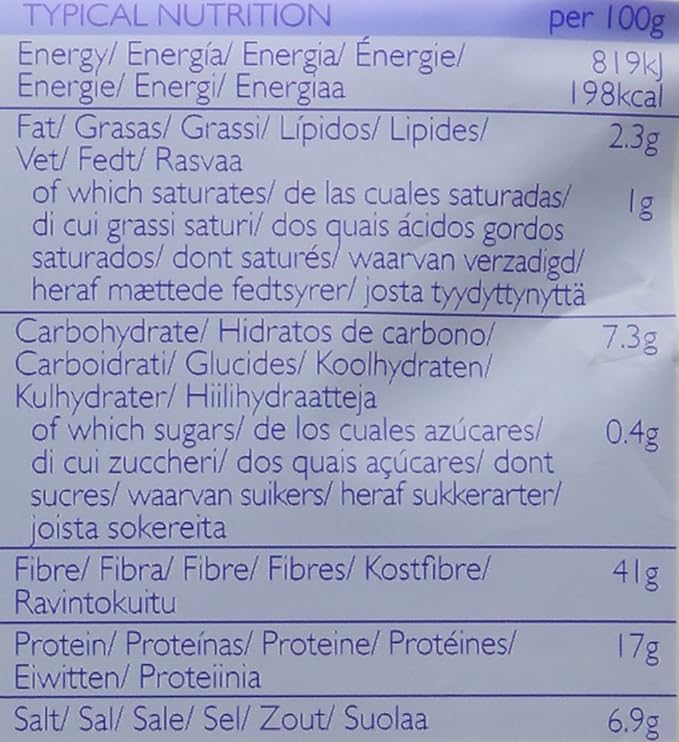 TYPICAL NUTRITION per 100g
Energy/ Energía/ Energia/ Énergie/ 819kJ
Energie/ Energi/ Energiaa 198kcal
Fat/ Grasas/ Grassi/ Lípidos/ Lipides/ 2.3g
Vet/ Fedt/ Rasvaa
of which saturates/ de las cuales saturadas/ 1g
di cui grassi saturi/ dos quais ácidos gordos
saturados/ dont saturés/ waarvan verzadigd/
heraf mættede fedtsyrer/ josta tyydyttynyttä
Carbohydrate/ Hidratos de carbono/ 7.3g
Carboidrati/ Glucides/ Koolhydraten/
Kulhydrater/ Hiilihydraatteja
of which sugars/ de los cuales azúcares/ 0.4g
di cui zuccheri/ dos quais açúcares/ dont
sucres/ waarvan suikers/ heraf sukkerarter/
joista sokereita
Fibre/ Fibra/ Fibre/ Fibres/ Kostfibre/ 41g
Ravintokuitu
Protein/ Proteínas/ Proteine/ Protéines/ 17g
Eiwitten/ Proteiinia
Salt/ Sal/ Sale/ Sel/ Zout/ Suolaa 6.9g